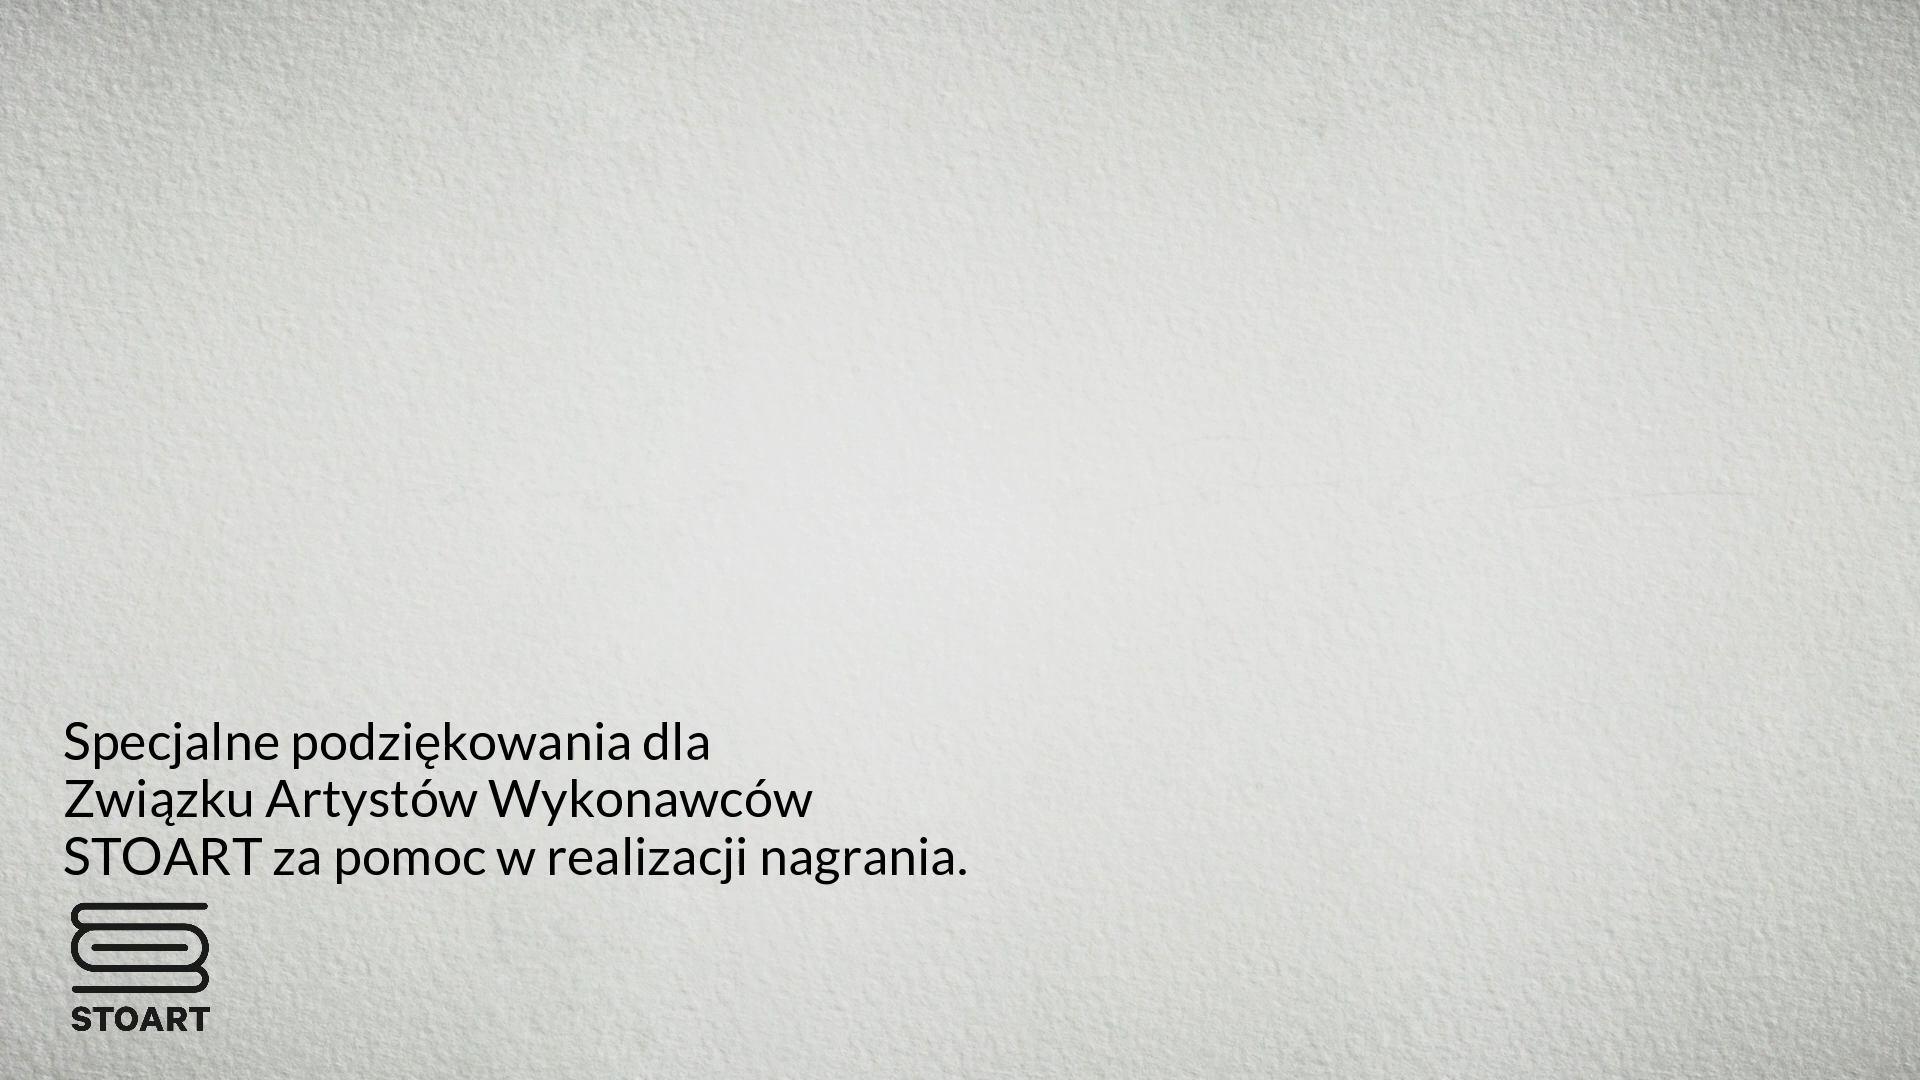 Specjalne podziękowania dla
Związku Artystów Wykonawców
STOART za pomoc w realizacji nagrania.
STOART